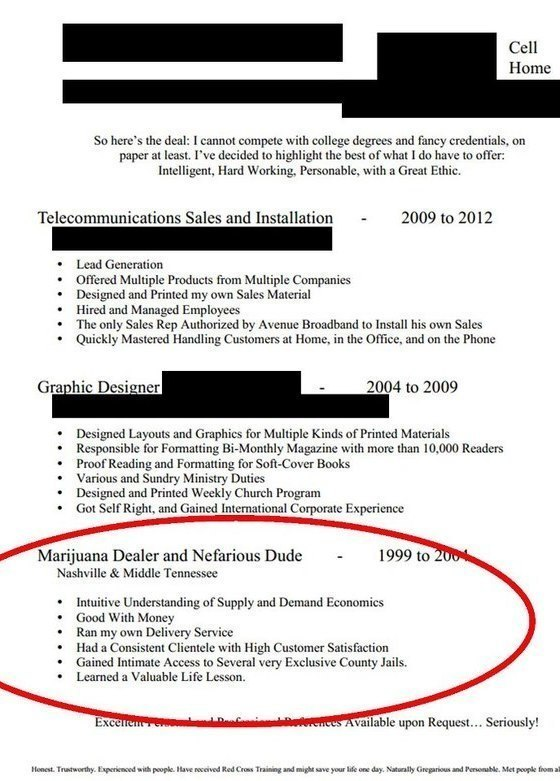 Cell
Home
So here's the deal: I cannot compete with college degrees and fancy credentials, on
paper at least. I've decided to highlight the best of what I do have to offer:
Intelligent, Hard Working, Personable, with a Great Ethic.
Telecommunications Sales and Installation - 2009 to 2012
• Lead Generation
• Offered Multiple Products from Multiple Companies
• Designed and Printed my own Sales Material
• Hired and Managed Employees
• The only Sales Rep Authorized by Avenue Broadband to Install his own Sales
• Quickly Mastered Handling Customers at Home, in the Office, and on the Phone
Graphic Designer - 2004 to 2009
• Designed Layouts and Graphics for Multiple Kinds of Printed Materials
• Responsible for Formatting Bi-Monthly Magazine with more than 10,000 Readers
• Proof Reading and Formatting for Soft-Cover Books
• Various and Sundry Ministry Duties
• Designed and Printed Weekly Church Program
• Got Self Right, and Gained International Corporate Experience
Marijuana Dealer and Nefarious Dude - 1999 to 2004
Nashville & Middle Tennessee
• Intuitive Understanding of Supply and Demand Economics
• Good With Money
• Ran my own Delivery Service
• Had a Consistent Clientele with High Customer Satisfaction
• Gained Intimate Access to Several very Exclusive County Jails.
• Learned a Valuable Life Lesson.
Excellent Personal and Professional References Available upon Request… Seriously!
Honest. Trustworthy. Experienced with people. Have received Red Cross Training and might save your life one day. Naturally Gregarious and Personable. Met people from al